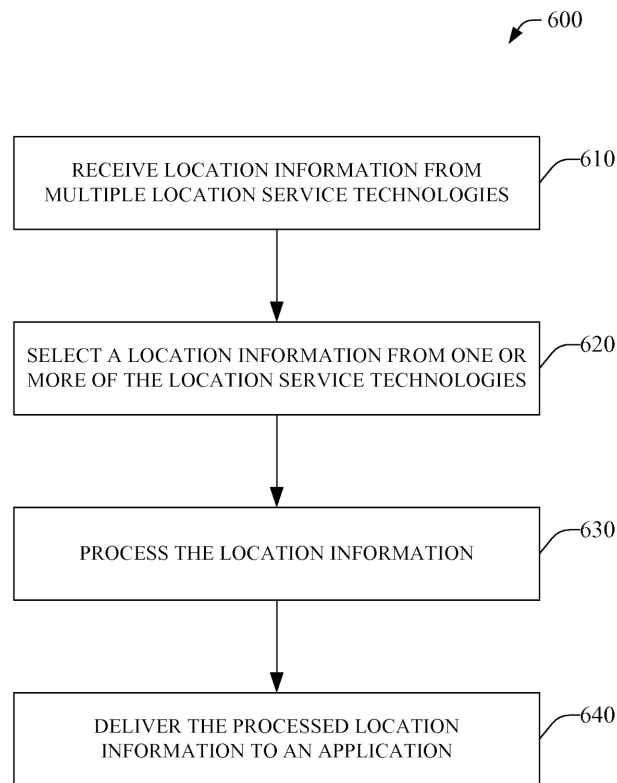 600
RECEIVE LOCATION INFORMATION FROM
MULTIPLE LOCATION SERVICE TECHNOLOGIES
610
SELECT A LOCATION INFORMATION FROM ONE OR
MORE OF THE LOCATION SERVICE TECHNOLOGIES
620
PROCESS THE LOCATION INFORMATION
630
DELIVER THE PROCESSED LOCATION
INFORMATION TO AN APPLICATION
640